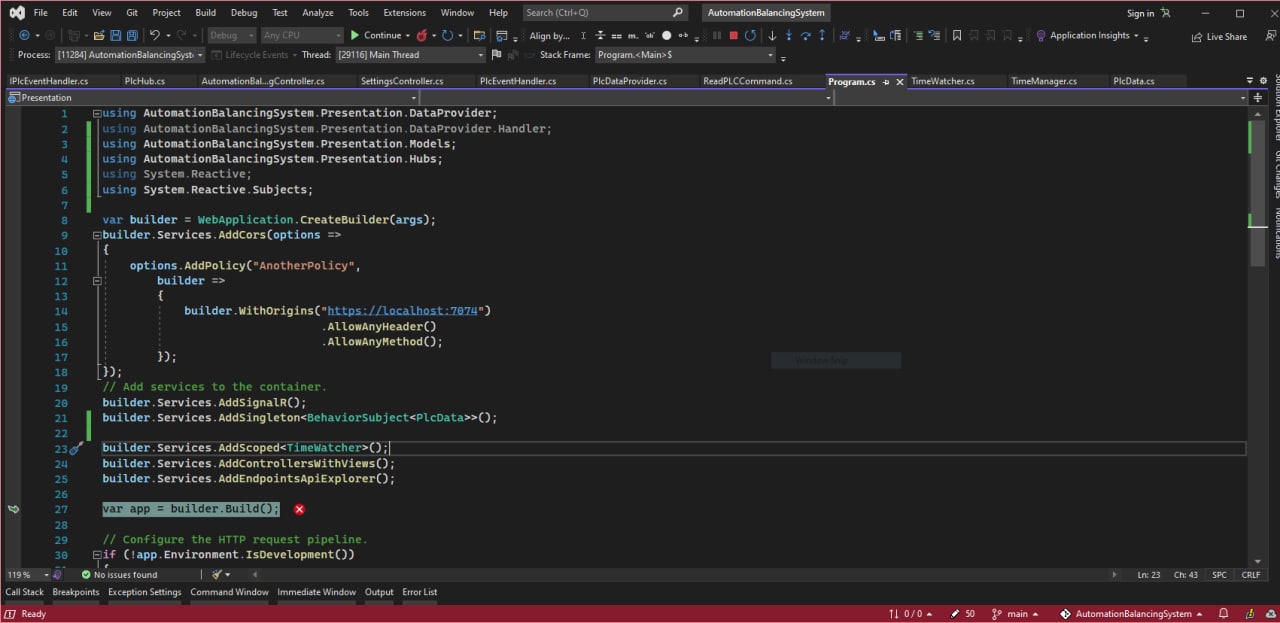 File Edit View Git Project Build Debug Test Analyze Tools Extensions Window Help Search (Ctrl+Q) AutomationBalancingSystem Sign in
Debug Any CPU Continue Align by... Application Insights Live Share
Process: [11284] AutomationBalancingSyste Lifecycle Events Thread: [29116] Main Thread Stack Frame: Program.<Main>$
IPlcEventHandler.cs PlcHub.cs AutomationBal...gController.cs SettingsController.cs PlcEventHandler.cs PlcDataProvider.cs ReadPLCCommand.cs Program.cs TimeWatcher.cs TimeManager.cs PlcData.cs
Presentation
1 using AutomationBalancingSystem.Presentation.DataProvider;
2 using AutomationBalancingSystem.Presentation.DataProvider.Handler;
3 using AutomationBalancingSystem.Presentation.Models;
4 using AutomationBalancingSystem.Presentation.Hubs;
5 using System.Reactive;
6 using System.Reactive.Subjects;
7
8 var builder = WebApplication.CreateBuilder(args);
9 builder.Services.AddCors(options =>
10 {
11 options.AddPolicy("AnotherPolicy",
12 builder =>
13 {
14 builder.WithOrigins("https://localhost:7074")
15 .AllowAnyHeader()
16 .AllowAnyMethod();
17 });
18 });
19 // Add services to the container.
20 builder.Services.AddSignalR();
21 builder.Services.AddSingleton<BehaviorSubject<PlcData>>();
22
23 builder.Services.AddScoped<TimeWatcher>();
24 builder.Services.AddControllersWithViews();
25 builder.Services.AddEndpointsApiExplorer();
26
27 var app = builder.Build();
28
29 // Configure the HTTP request pipeline.
30 if (!app.Environment.IsDevelopment())
{
Window Snip
Solution Explorer
Git Changes
Notifications
119 % No issues found Ln: 23 Ch: 43 SPC CRLF
Call Stack Breakpoints Exception Settings Command Window Immediate Window Output Error List
Ready 0 / 0 50 main AutomationBalancingSystem